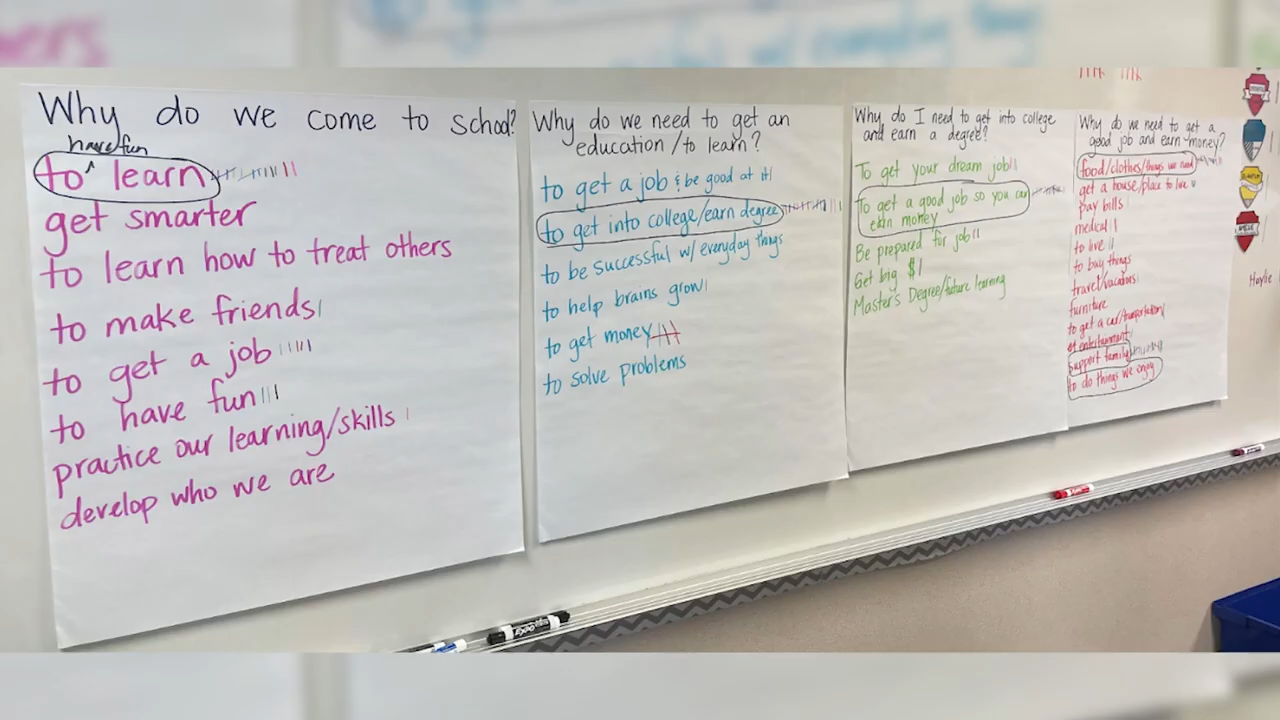 Why do we come to school?
have fun
to ^ learn
get smarter
to learn how to treat others
to make friends
to get a job
to have fun
practice our learning/skills
develop who we are
Why do we need to get an
education/to learn?
to get a job & be good at it
to get into college/earn degree
to be successful w/ everyday things
to help brains grow
to get money
to solve problems
Why do I need to get into college
and earn a degree?
To get your dream job
To get a good job so you can
earn money
Be prepared for job
Get big $
Master's Degree/future learning
Why do we need to get a
good job and earn money?
food/clothes/things we need
get a house/place to live
pay bills
medical
to live
to buy things
travel/vacations
furniture
to get a car/transportation
entertainment
support family
to do things we enjoy
Haylie
expo